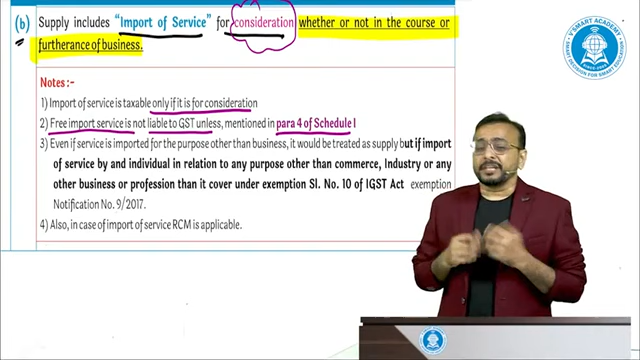 (b) Supply includes "Import of Service" for consideration whether or not in the course or
furtherance of business.
Notes :-
1) Import of service is taxable only if it is for consideration
2) Free import service is not liable to GST unless, mentioned in para 4 of Schedule I
3) Even if service is imported for the purpose other than business, it would be treated as supply but if
import of service by and individual in relation to any purpose other than commerce, Industry or any
other business or profession than it cover under exemption SI. No. 10 of IGST Act exemption
Notification No. 9/2017.
4) Also, in case of import of service RCM is applicable.
V SMART ACADEMY
SMART DECISION FOR SMART EDUCATION